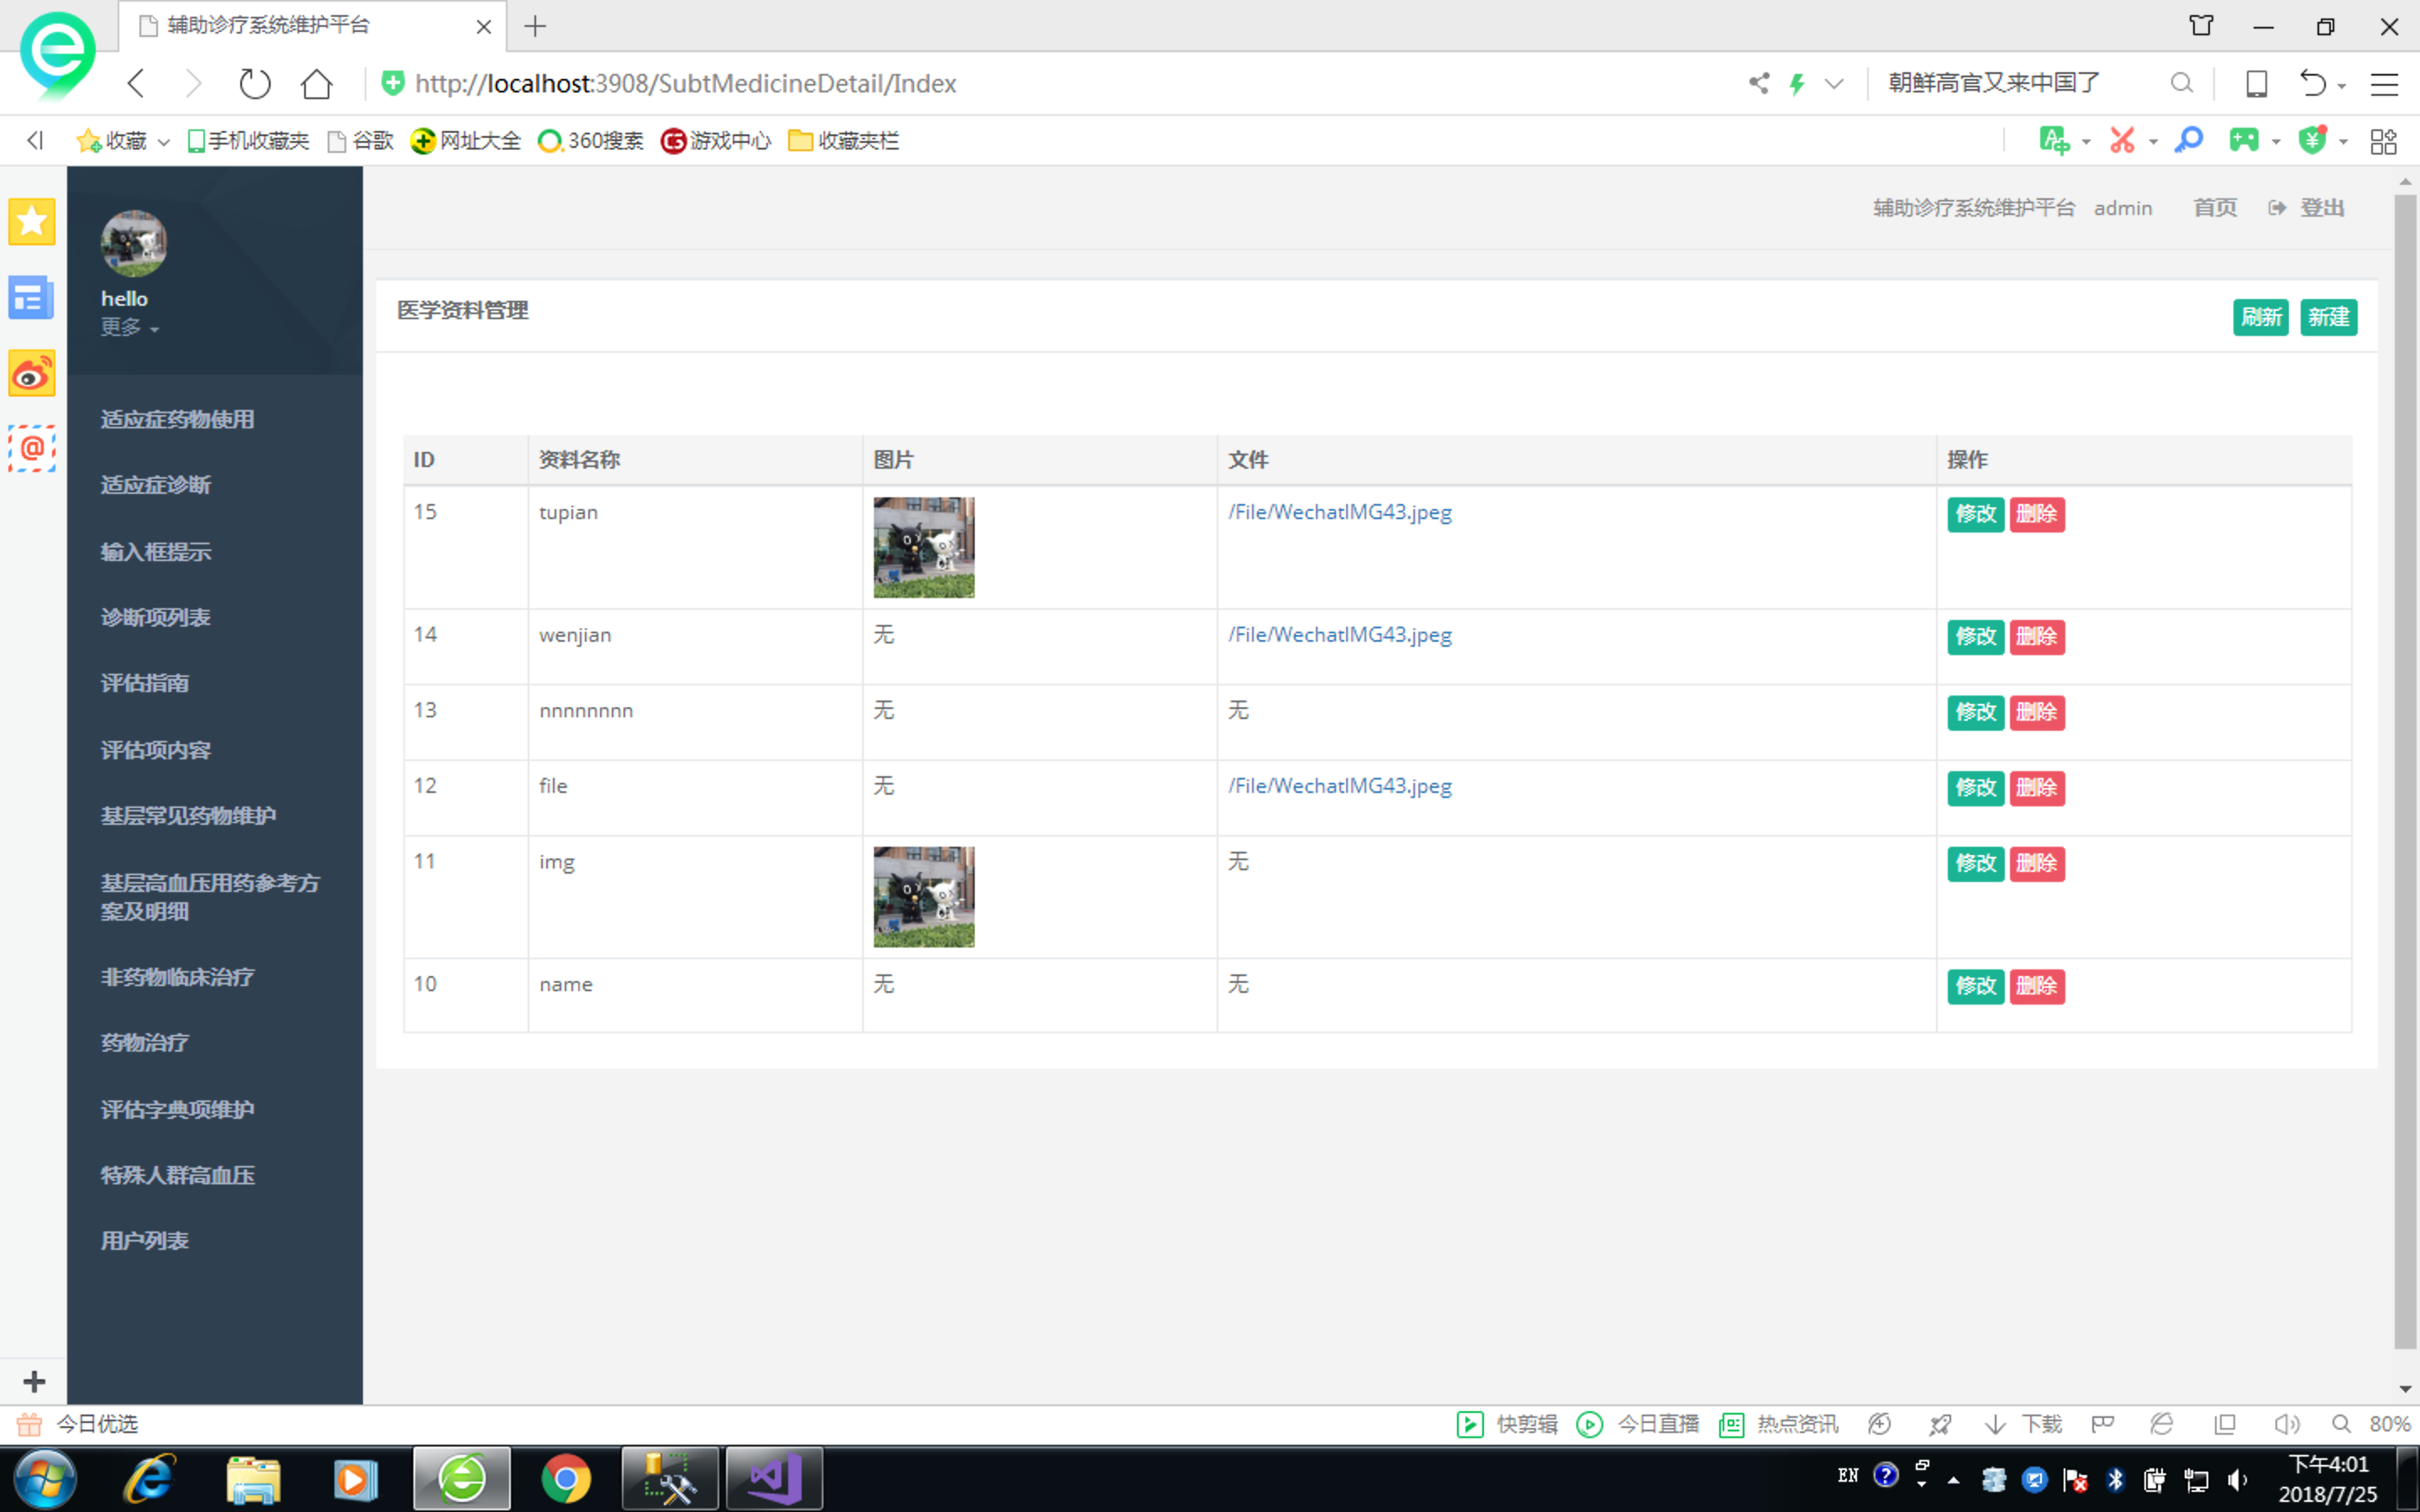 辅助诊疗系统维护平台
http://localhost:3908/SubtMedicineDetail/Index
朝鲜高官又来中国了
收藏 手机收藏夹 谷歌 网址大全 360搜索 游戏中心 收藏夹栏
辅助诊疗系统维护平台 admin 首页 登出
hello
更多
适应症药物使用
适应症诊断
输入框提示
诊断项列表
评估指南
评估项内容
基层常见药物维护
基层高血压用药参考方
案及明细
非药物临床治疗
药物治疗
评估字典项维护
特殊人群高血压
用户列表
医学资料管理 刷新 新建
ID 资料名称 图片 文件 操作
15 tupian /File/WechatIMG43.jpeg 修改 删除
14 wenjian 无 /File/WechatIMG43.jpeg 修改 删除
13 nnnnnnnn 无 无 修改 删除
12 file 无 /File/WechatIMG43.jpeg 修改 删除
11 img 无 修改 删除
10 name 无 无 修改 删除
今日优选 快剪辑 今日直播 热点资讯 下载 80%
EN 下午4:01
2018/7/25